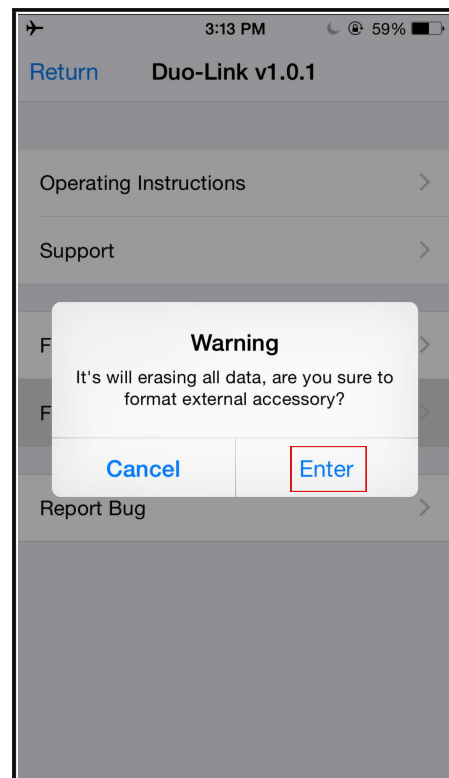 3:13 PM
59%
Return
Duo-Link v1.0.1
Operating Instructions
Support
F
Warning
It's will erasing all data, are you sure to
format external accessory?
F
Cancel
Enter
Report Bug